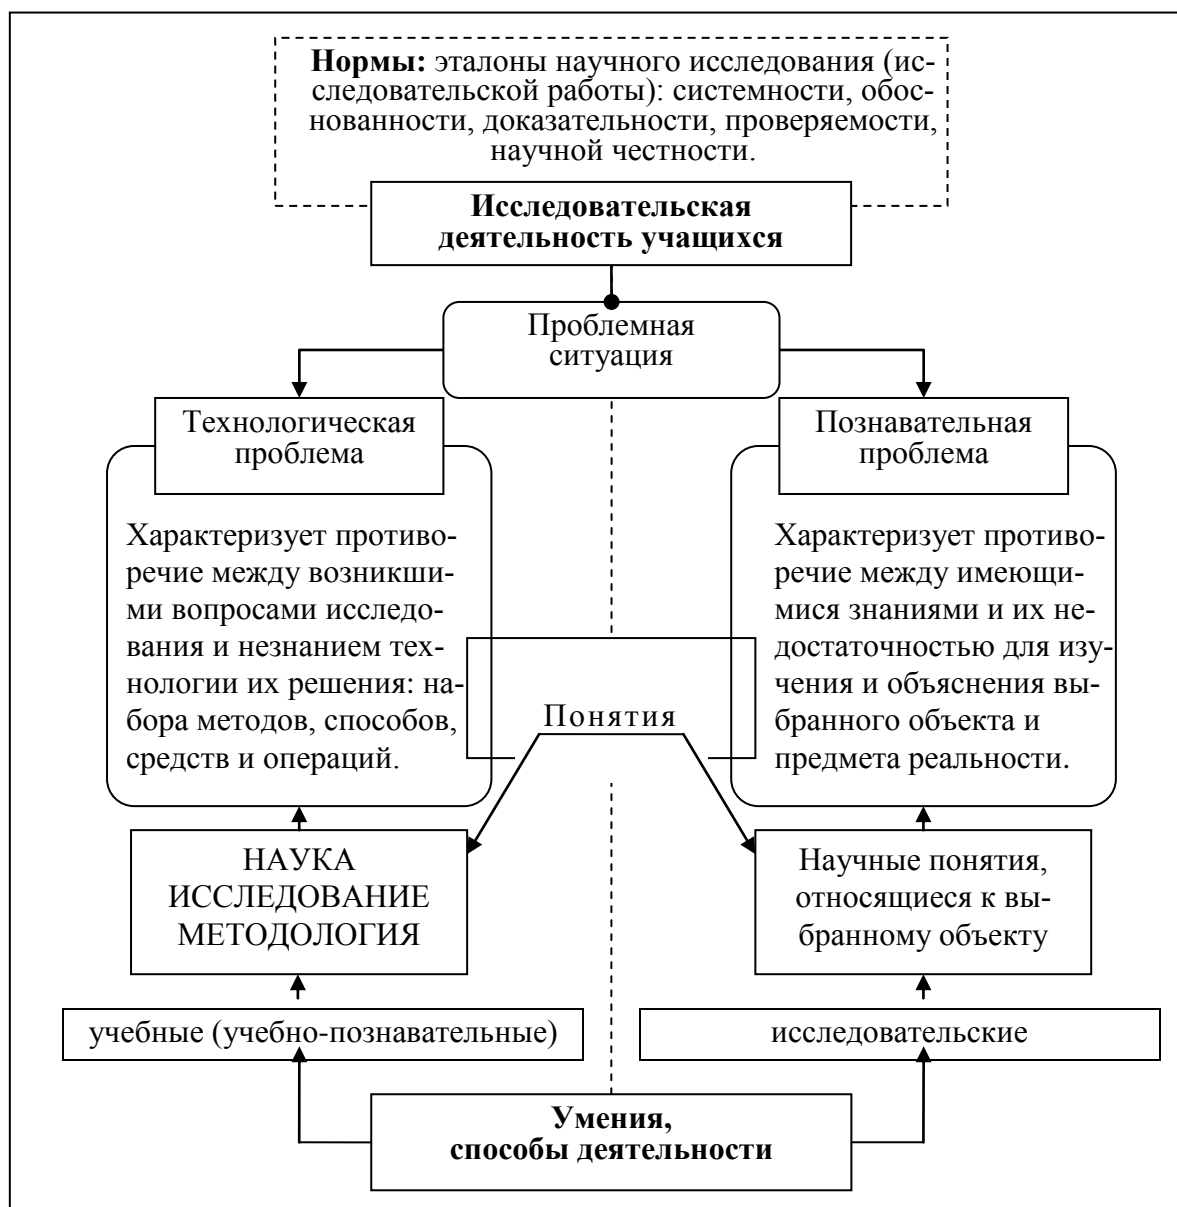 Нормы: эталоны научного исследования (ис-
следовательской работы): системности, обос-
нованности, доказательности, проверяемости,
научной честности.
Исследовательская
деятельность учащихся
Проблемная
ситуация
Технологическая
проблема
Характеризует противо-
речие между возникши-
ми вопросами исследо-
вания и незнанием тех-
нологии их решения: на-
бора методов, способов,
средств и операций.
Познавательная
проблема
Характеризует противо-
речие между имеющи-
мися знаниями и их не-
достаточностью для изу-
чения и объяснения вы-
бранного объекта и
предмета реальности.
Понятия
НАУКА
ИССЛЕДОВАНИЕ
МЕТОДОЛОГИЯ
Научные понятия,
относящиеся к вы-
бранному объекту
учебные (учебно-познавательные)
исследовательские
Умения,
способы деятельности